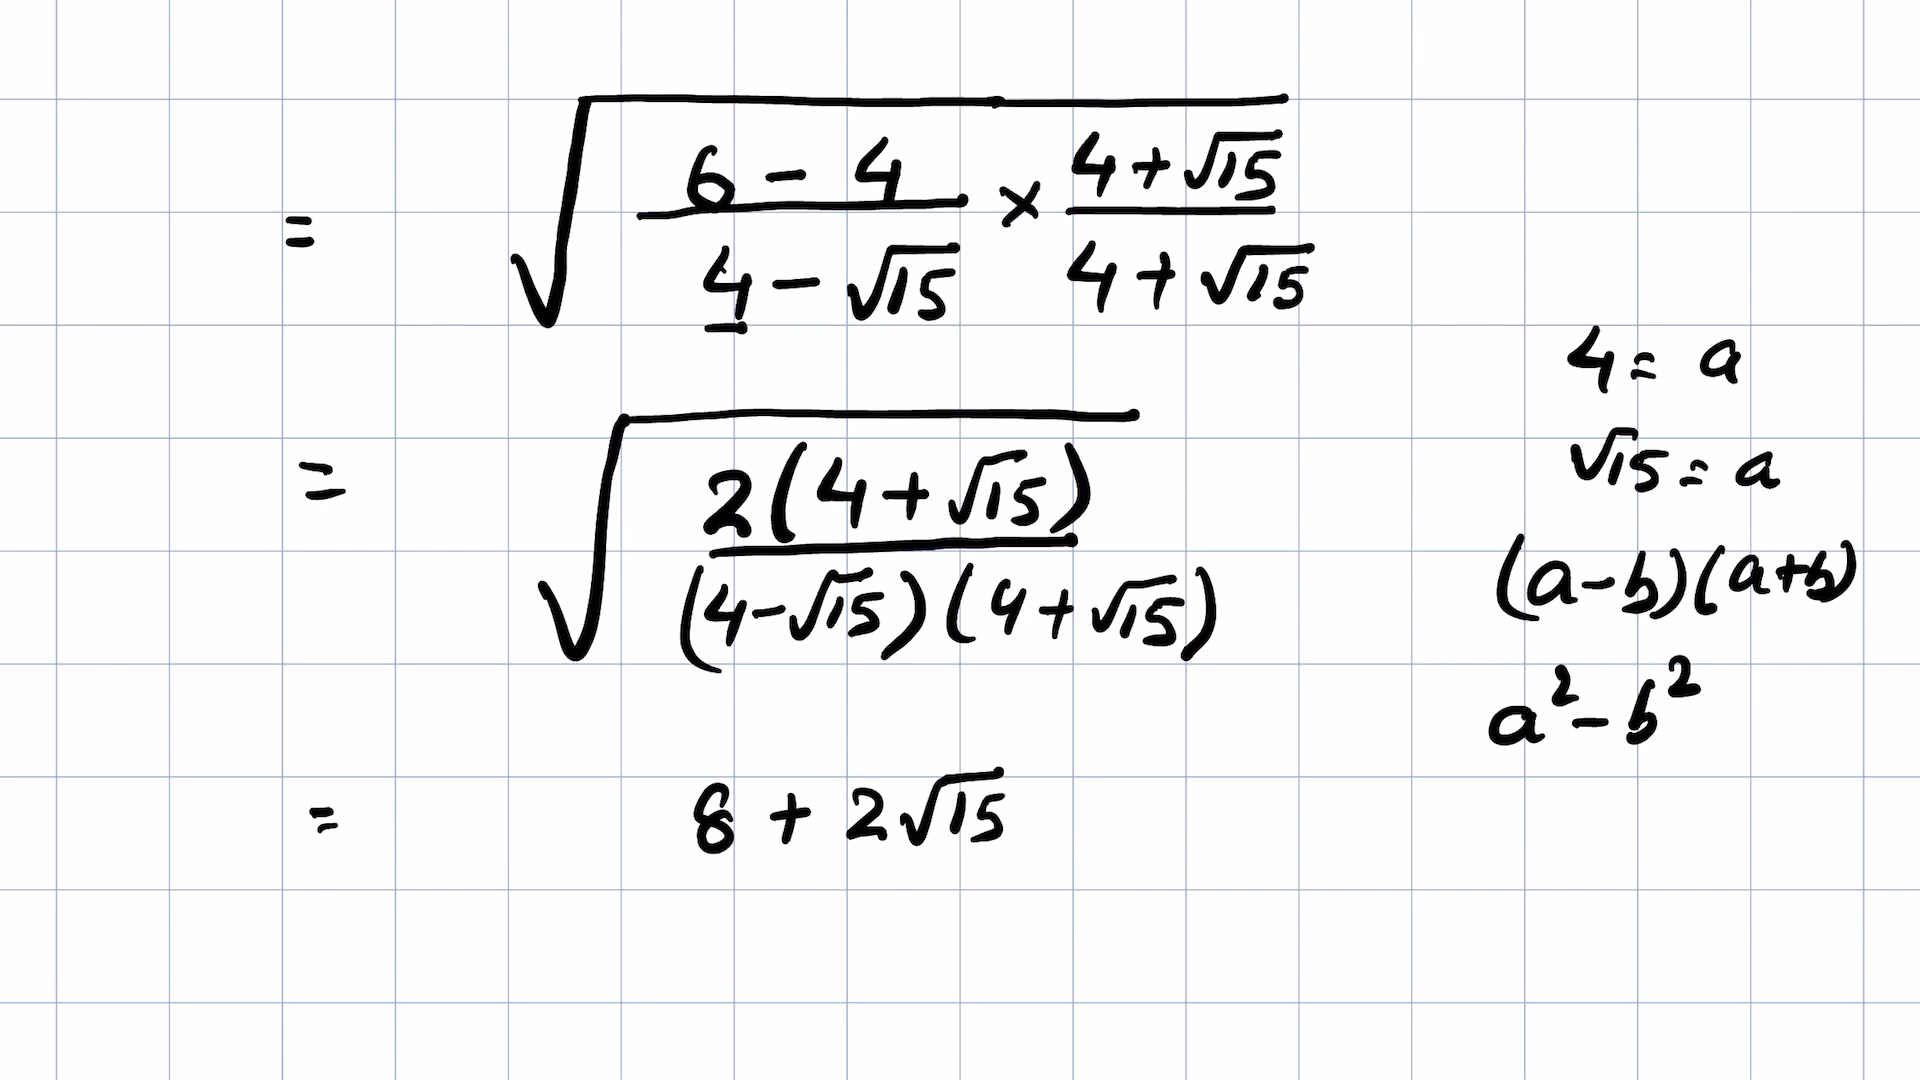 = √((6 - 4)/(4 - √15) × (4 + √15)/(4 + √15))
= √(2(4 + √15)/((4 - √15)(4 + √15)))
= 8 + 2√15
4 = a
√15 = a
(a - b)(a + b)
a² - b²